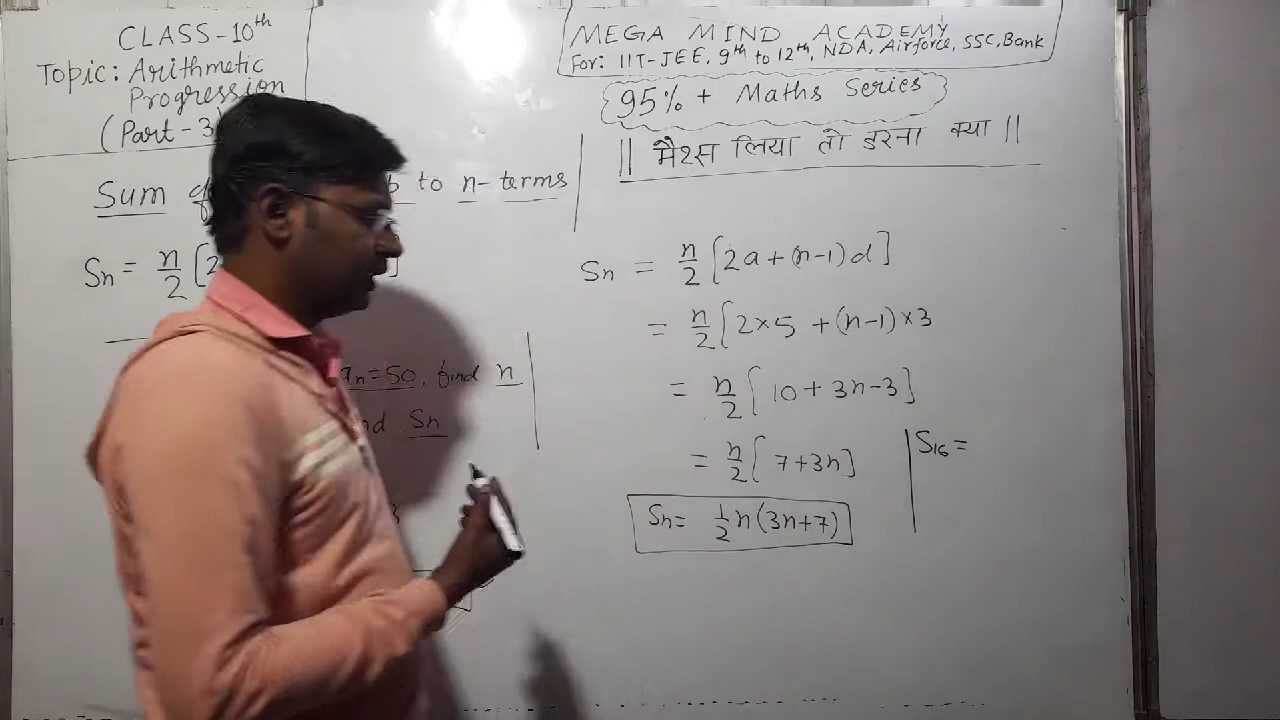 CLASS-10th
Topic: Arithmetic
Progression
(Part-3)
Sum to n-terms
Sn = n/2 [2
an=50, find n
Sn
3
MEGA MIND ACADEMY
For: IIT-JEE, 9th to 12th, NDA, Airforce, SSC, Bank
95% + Maths Series
|| मैथ्स लिया तो डरना क्या ||
Sn = n/2 [2a+(n-1)d]
= n/2 [2×5 +(n-1)×3
= n/2 [10+3n-3]
= n/2 [7+3n]
Sn= 1/2 n(3n+7)
S16=